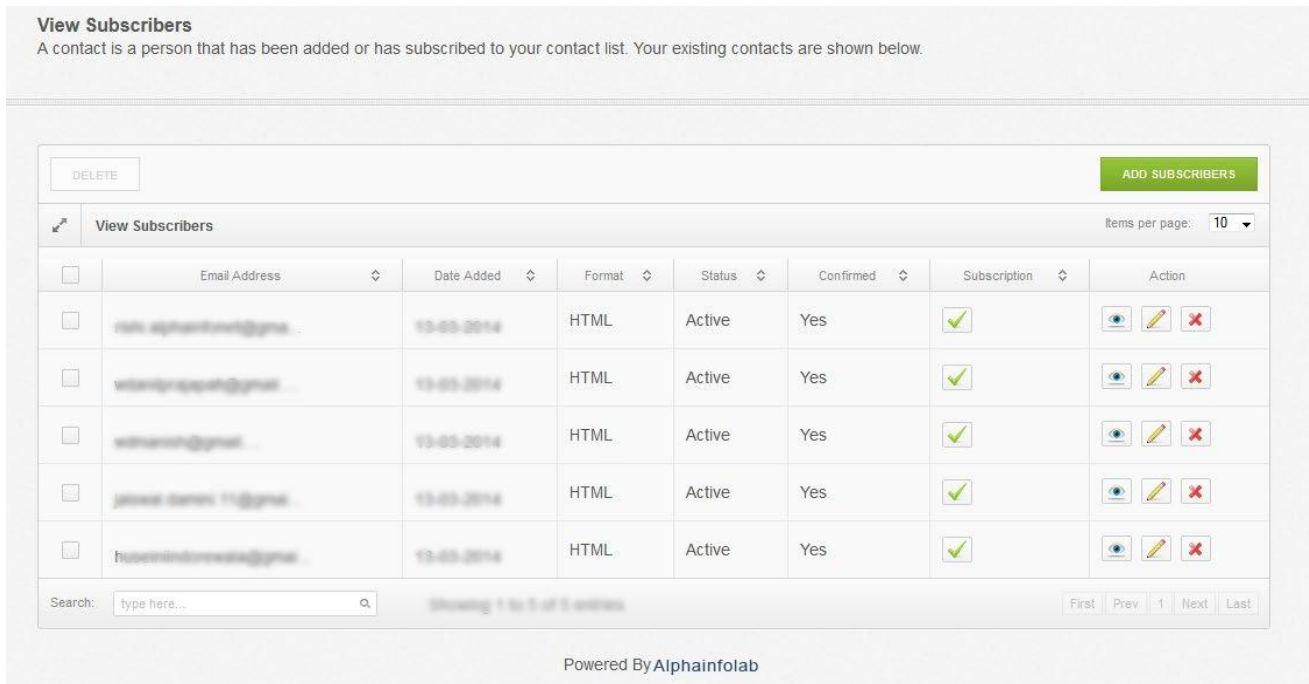 View Subscribers
A contact is a person that has been added or has subscribed to your contact list. Your existing contacts are shown below.
DELETE
ADD SUBSCRIBERS
View Subscribers
Items per page: 10
Email Address Date Added Format Status Confirmed Subscription Action
HTML Active Yes
HTML Active Yes
HTML Active Yes
HTML Active Yes
HTML Active Yes
Search: type here...
First Prev 1 Next Last
Powered By Alphainfolab